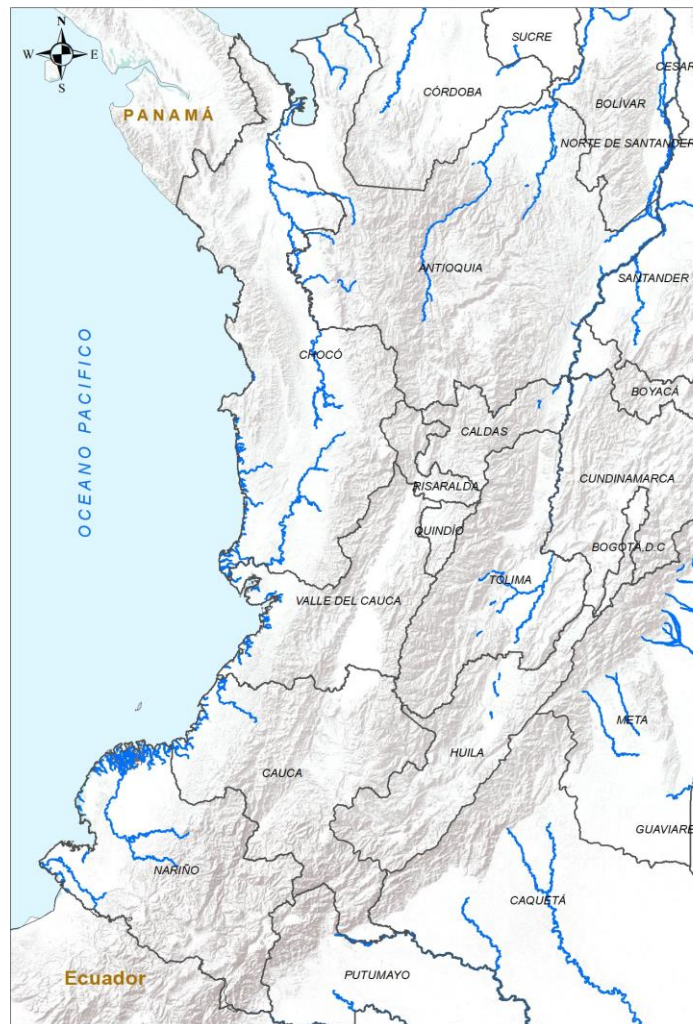 N
W E
S
SUCRE
CESAR
CÓRDOBA
BOLÍVAR
PANAMÁ
NORTE DE SANTANDER
ANTIOQUIA
SANTANDER
OCEANO PACIFICO
CHOCÓ
BOYACÁ
CALDAS
CUNDINAMARCA
RISARALDA
QUINDÍO
BOGOTÁ, D.C
TOLIMA
VALLE DEL CAUCA
META
HUILA
CAUCA
GUAVIARE
NARIÑO
CAQUETÁ
PUTUMAYO
Ecuador